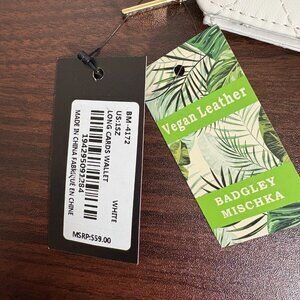 BM-4172
US:1SZ
LONG CARDS WALLET
WHITE
194295093284
MADE IN CHINA FABRIQUE EN CHINE
MSRP:$59.00
Vegan Leather
BADGLEY
MISCHKA